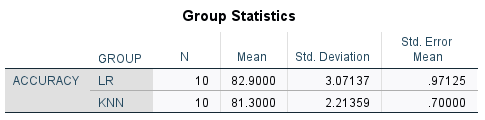 Group Statistics
Std. Error
GROUP N Mean Std. Deviation Mean
ACCURACY LR 10 82.9000 3.07137 .97125
KNN 10 81.3000 2.21359 .70000